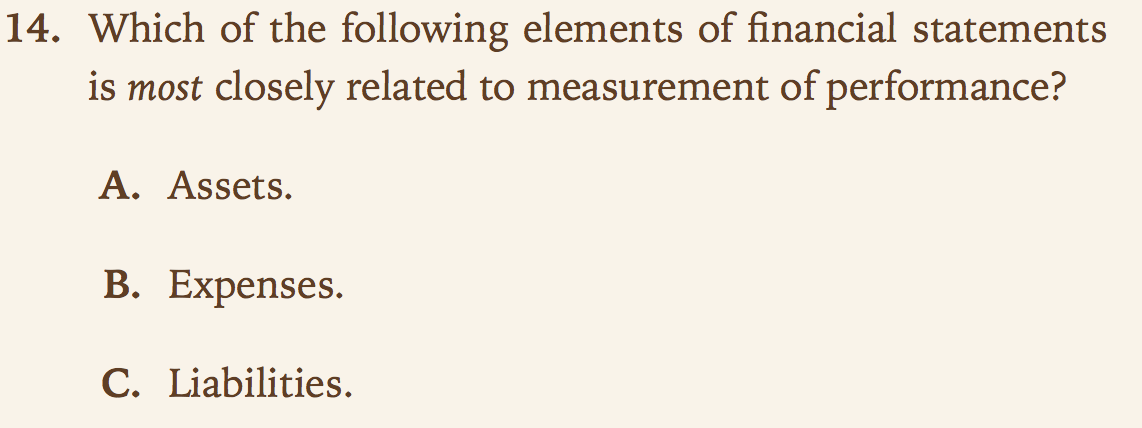 14. Which of the following elements of financial statements
is most closely related to measurement of performance?
A. Assets.
B. Expenses.
C. Liabilities.